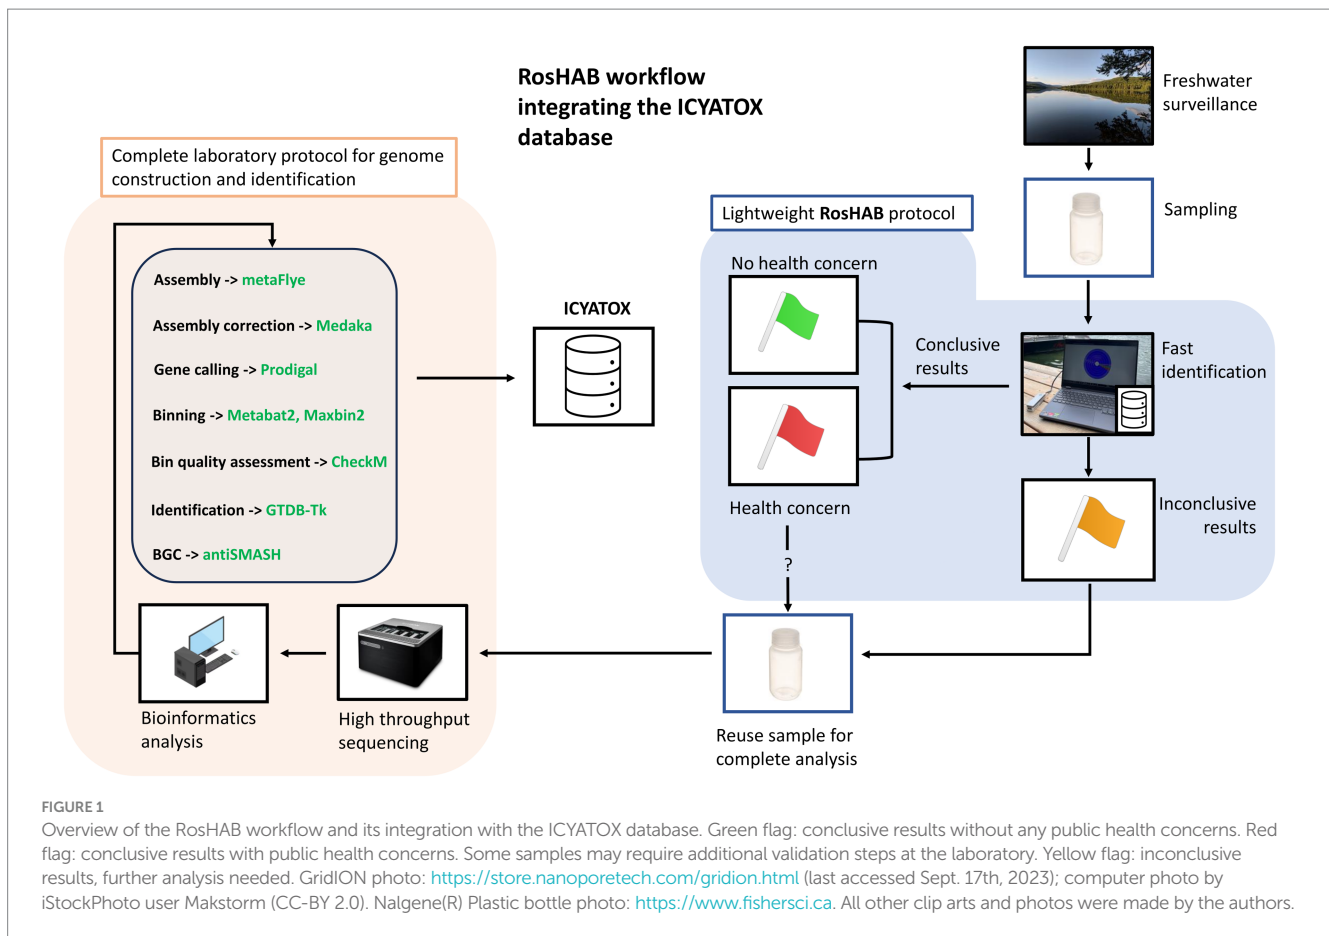 RosHAB workflow
integrating the ICYATOX
database
Freshwater
surveillance
Sampling
Complete laboratory protocol for genome
construction and identification
Lightweight RosHAB protocol
Assembly -> metaFlye
Assembly correction -> Medaka
Gene calling -> Prodigal
Binning -> Metabat2, Maxbin2
Bin quality assessment -> CheckM
Identification -> GTDB-Tk
BGC -> antiSMASH
ICYATOX
No health concern
Health concern
?
Conclusive
results
Fast
identification
Inconclusive
results
Bioinformatics
analysis
High throughput
sequencing
Reuse sample for
complete analysis
FIGURE 1
Overview of the RosHAB workflow and its integration with the ICYATOX database. Green flag: conclusive results without any public health concerns. Red
flag: conclusive results with public health concerns. Some samples may require additional validation steps at the laboratory. Yellow flag: inconclusive
results, further analysis needed. GridION photo: https://store.nanoporetech.com/gridion.html (last accessed Sept. 17th, 2023); computer photo by
iStockPhoto user Makstorm (CC-BY 2.0). Nalgene(R) Plastic bottle photo: https://www.fishersci.ca. All other clip arts and photos were made by the authors.